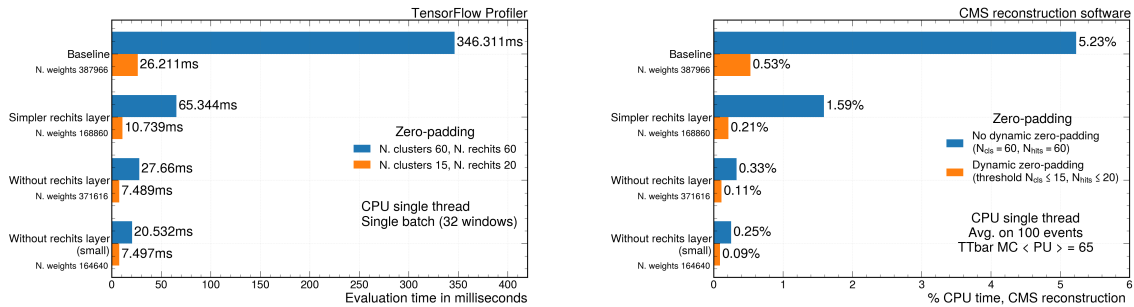 TensorFlow Profiler
346.311ms
Baseline
N. weights 387966
26.211ms
65.344ms
Simpler rechits layer
N. weights 168860
10.739ms
Zero-padding
N. clusters 60, N. rechits 60
N. clusters 15, N. rechits 20
27.66ms
Without rechits layer
N. weights 371616
7.489ms
CPU single thread
Single batch (32 windows)
20.532ms
Without rechits layer
(small)
N. weights 164640
7.497ms
0 50 100 150 200 250 300 350 400
Evaluation time in milliseconds
CMS reconstruction software
5.23%
Baseline
N. weights 387966
0.53%
1.59%
Simpler rechits layer
N. weights 168860
0.21%
Zero-padding
No dynamic zero-padding
(Ncls = 60, Nhits = 60)
Dynamic zero-padding
(threshold Ncls ≤ 15, Nhits ≤ 20)
0.33%
Without rechits layer
N. weights 371616
0.11%
CPU single thread
Avg. on 100 events
TTbar MC < PU > = 65
0.25%
Without rechits layer
(small)
N. weights 164640
0.09%
0 1 2 3 4 5 6
% CPU time, CMS reconstruction